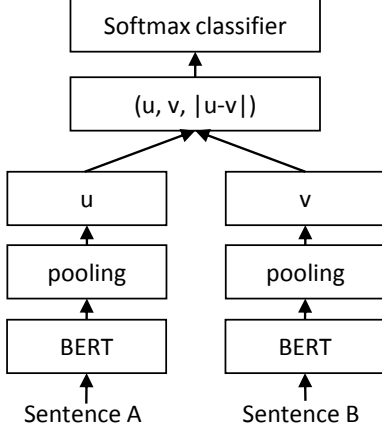 Softmax classifier
(u, v, |u-v|)
u
v
pooling
pooling
BERT
BERT
Sentence A
Sentence B